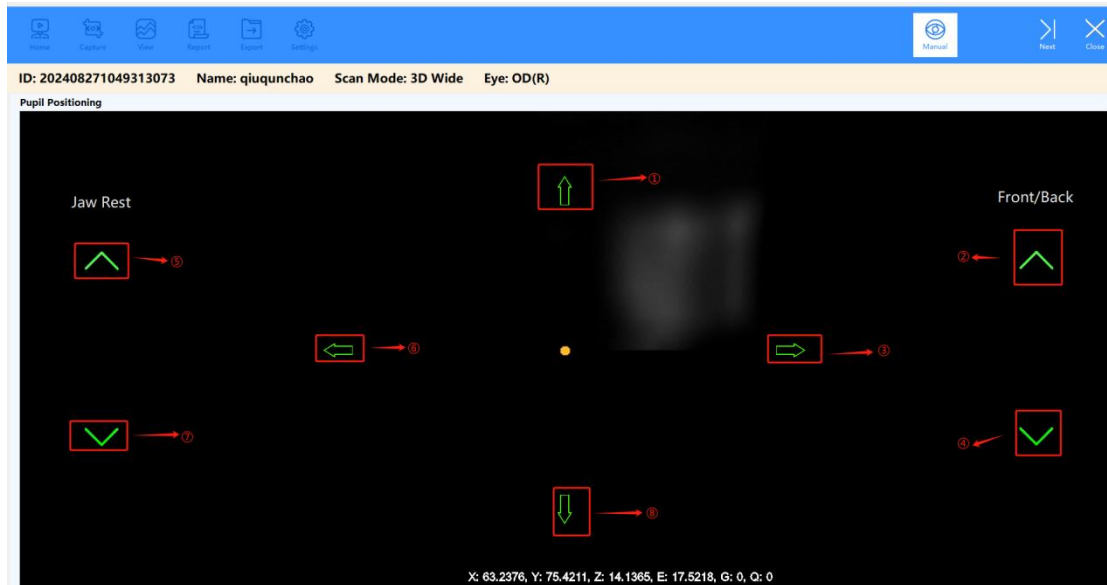 Home Capture View Report Export Settings Manual Next Close
ID: 202408271049313073 Name: qiuqunchao Scan Mode: 3D Wide Eye: OD(R)
Pupil Positioning
①
Jaw Rest
Front/Back
⑤
②
⑥
③
⑦
④
⑧
X: 63.2376, Y: 75.4211, Z: 14.1365, E: 17.5218, G: 0, Q: 0